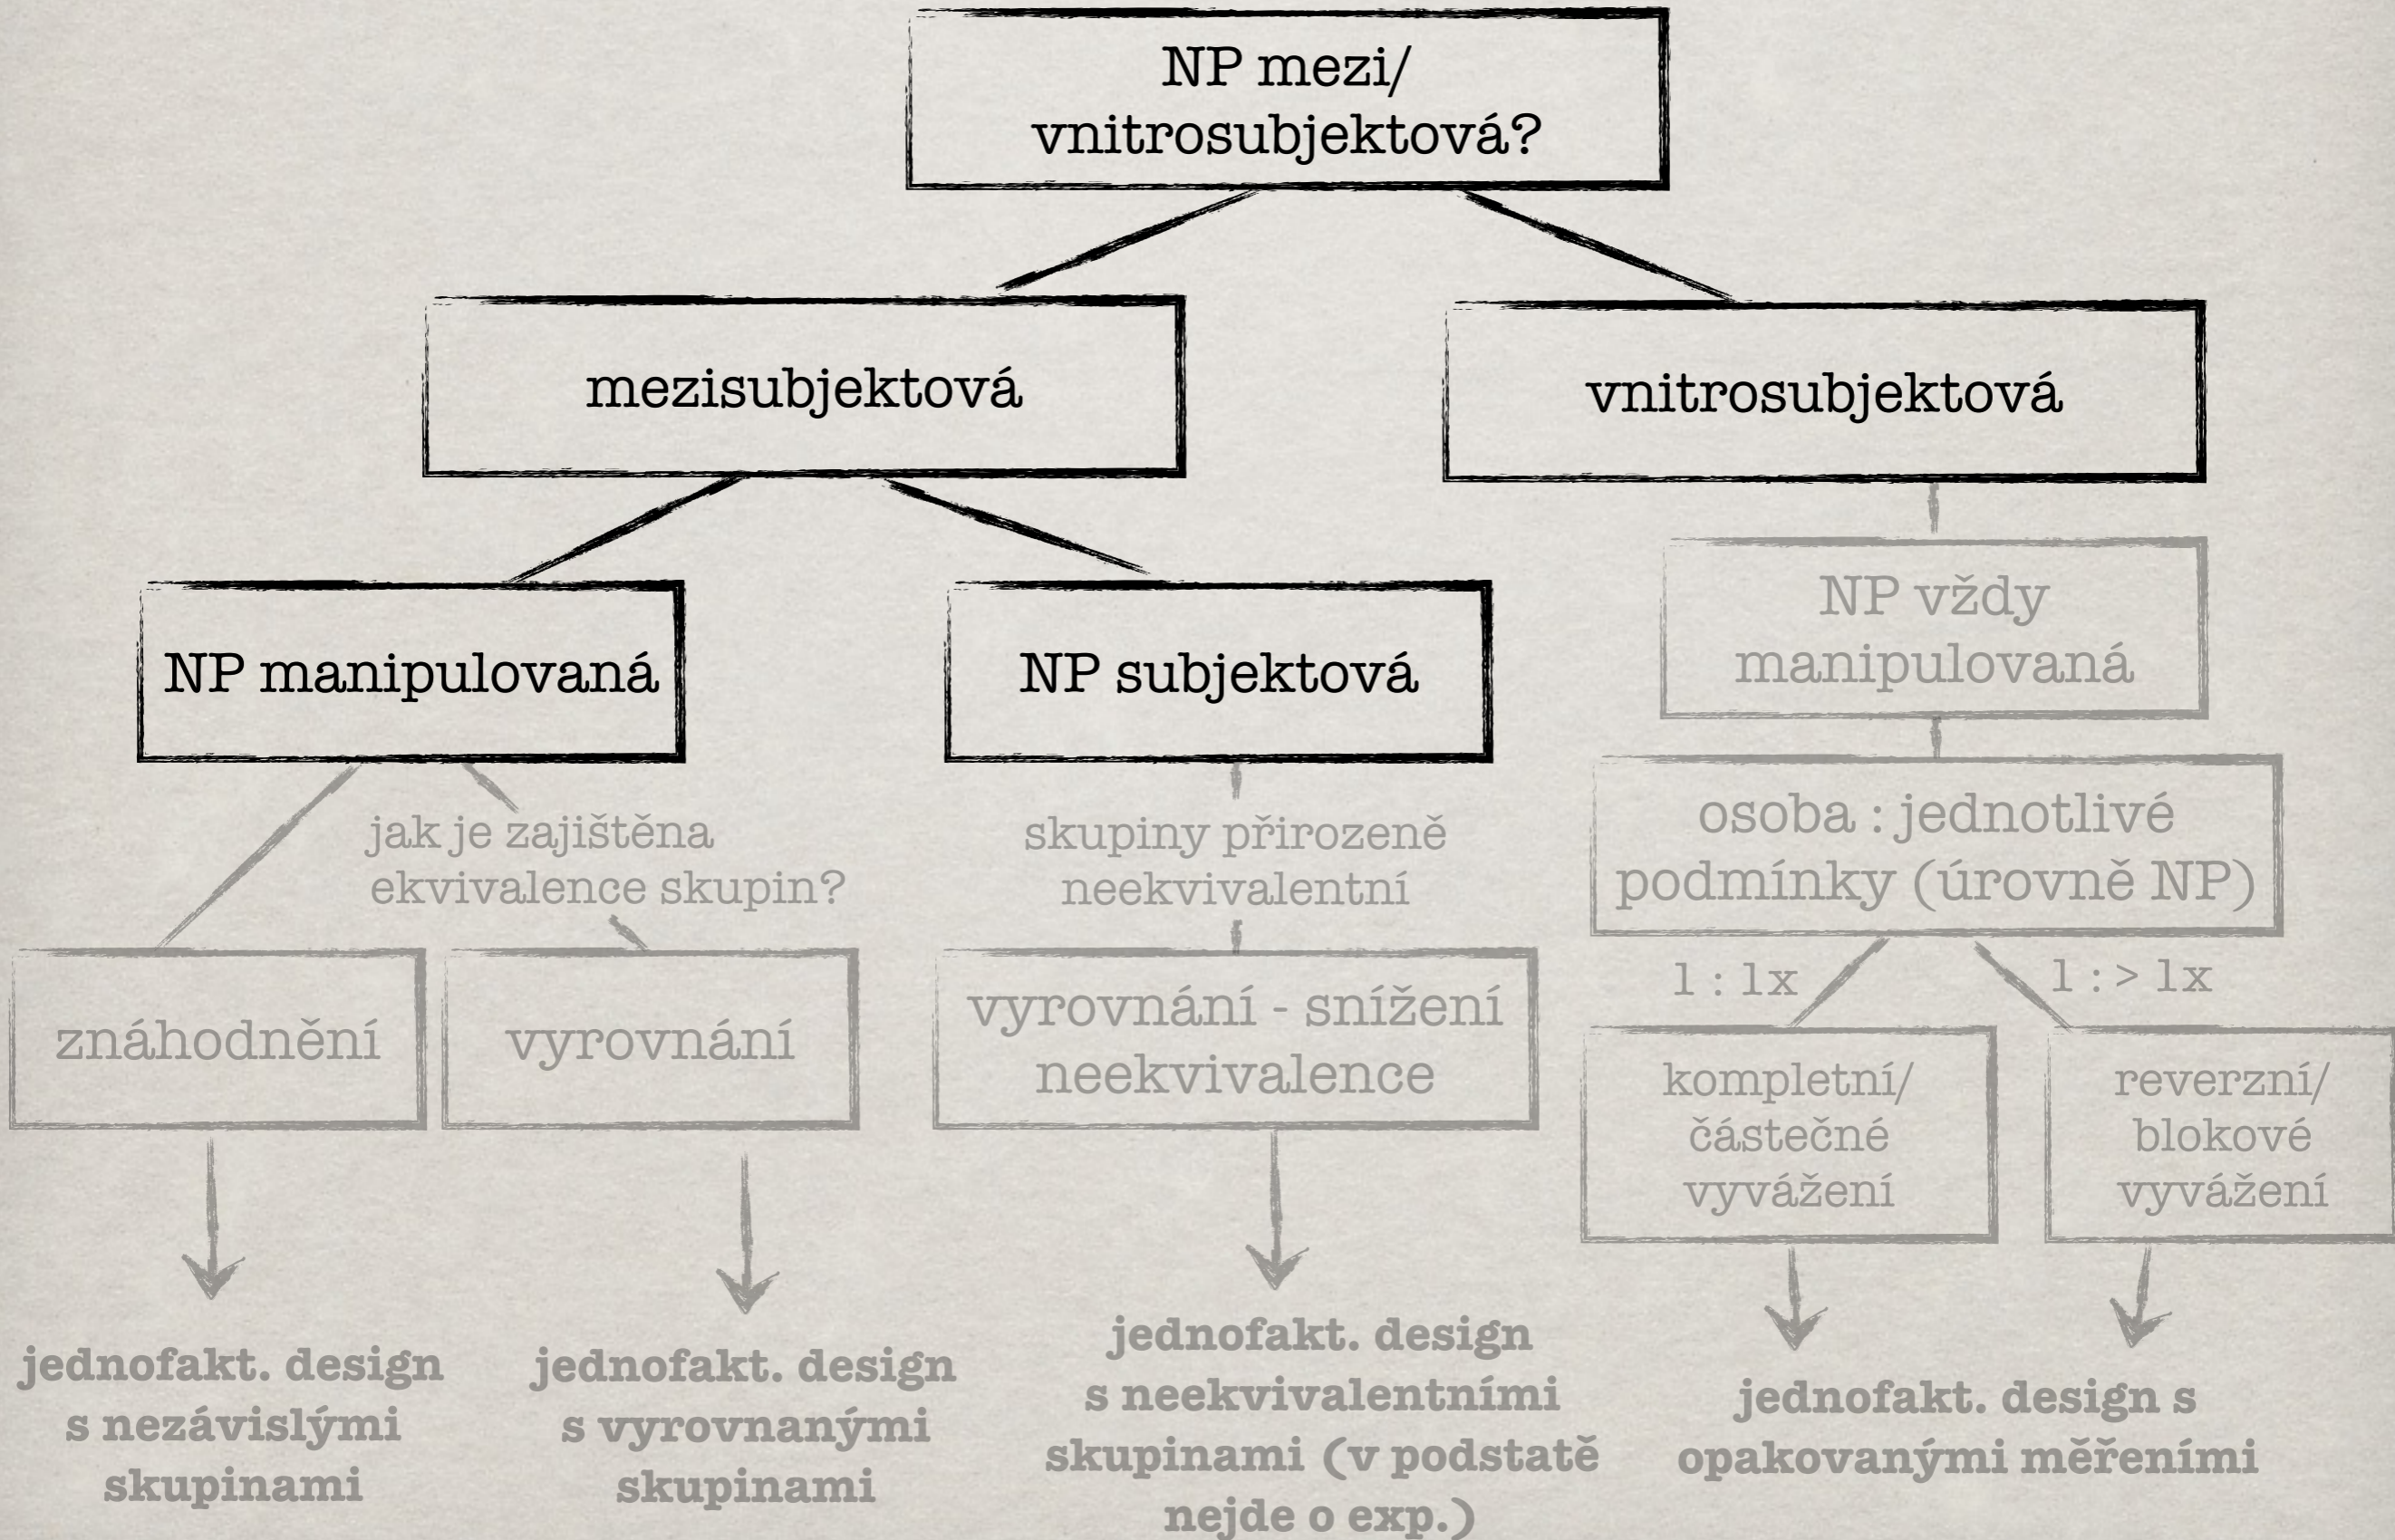 NP mezi/
vnitrosubjektová?
mezisubjektová
vnitrosubjektová
NP manipulovaná
NP subjektová
NP vždy
manipulovaná
jak je zajištěna
ekvivalence skupin?
skupiny přirozeně
neekvivalentní
osoba : jednotlivé
podmínky (úrovně NP)
1 : 1x
1 : > 1x
znáhodnění
vyrovnání
vyrovnání - snížení
neekvivalence
kompletní/
částečné
vyvážení
reverzní/
blokové
vyvážení
jednofakt. design
s nezávislými
skupinami
jednofakt. design
s vyrovnanými
skupinami
jednofakt. design
s neekvivalentními
skupinami (v podstatě
nejde o exp.)
jednofakt. design s
opakovanými měřeními